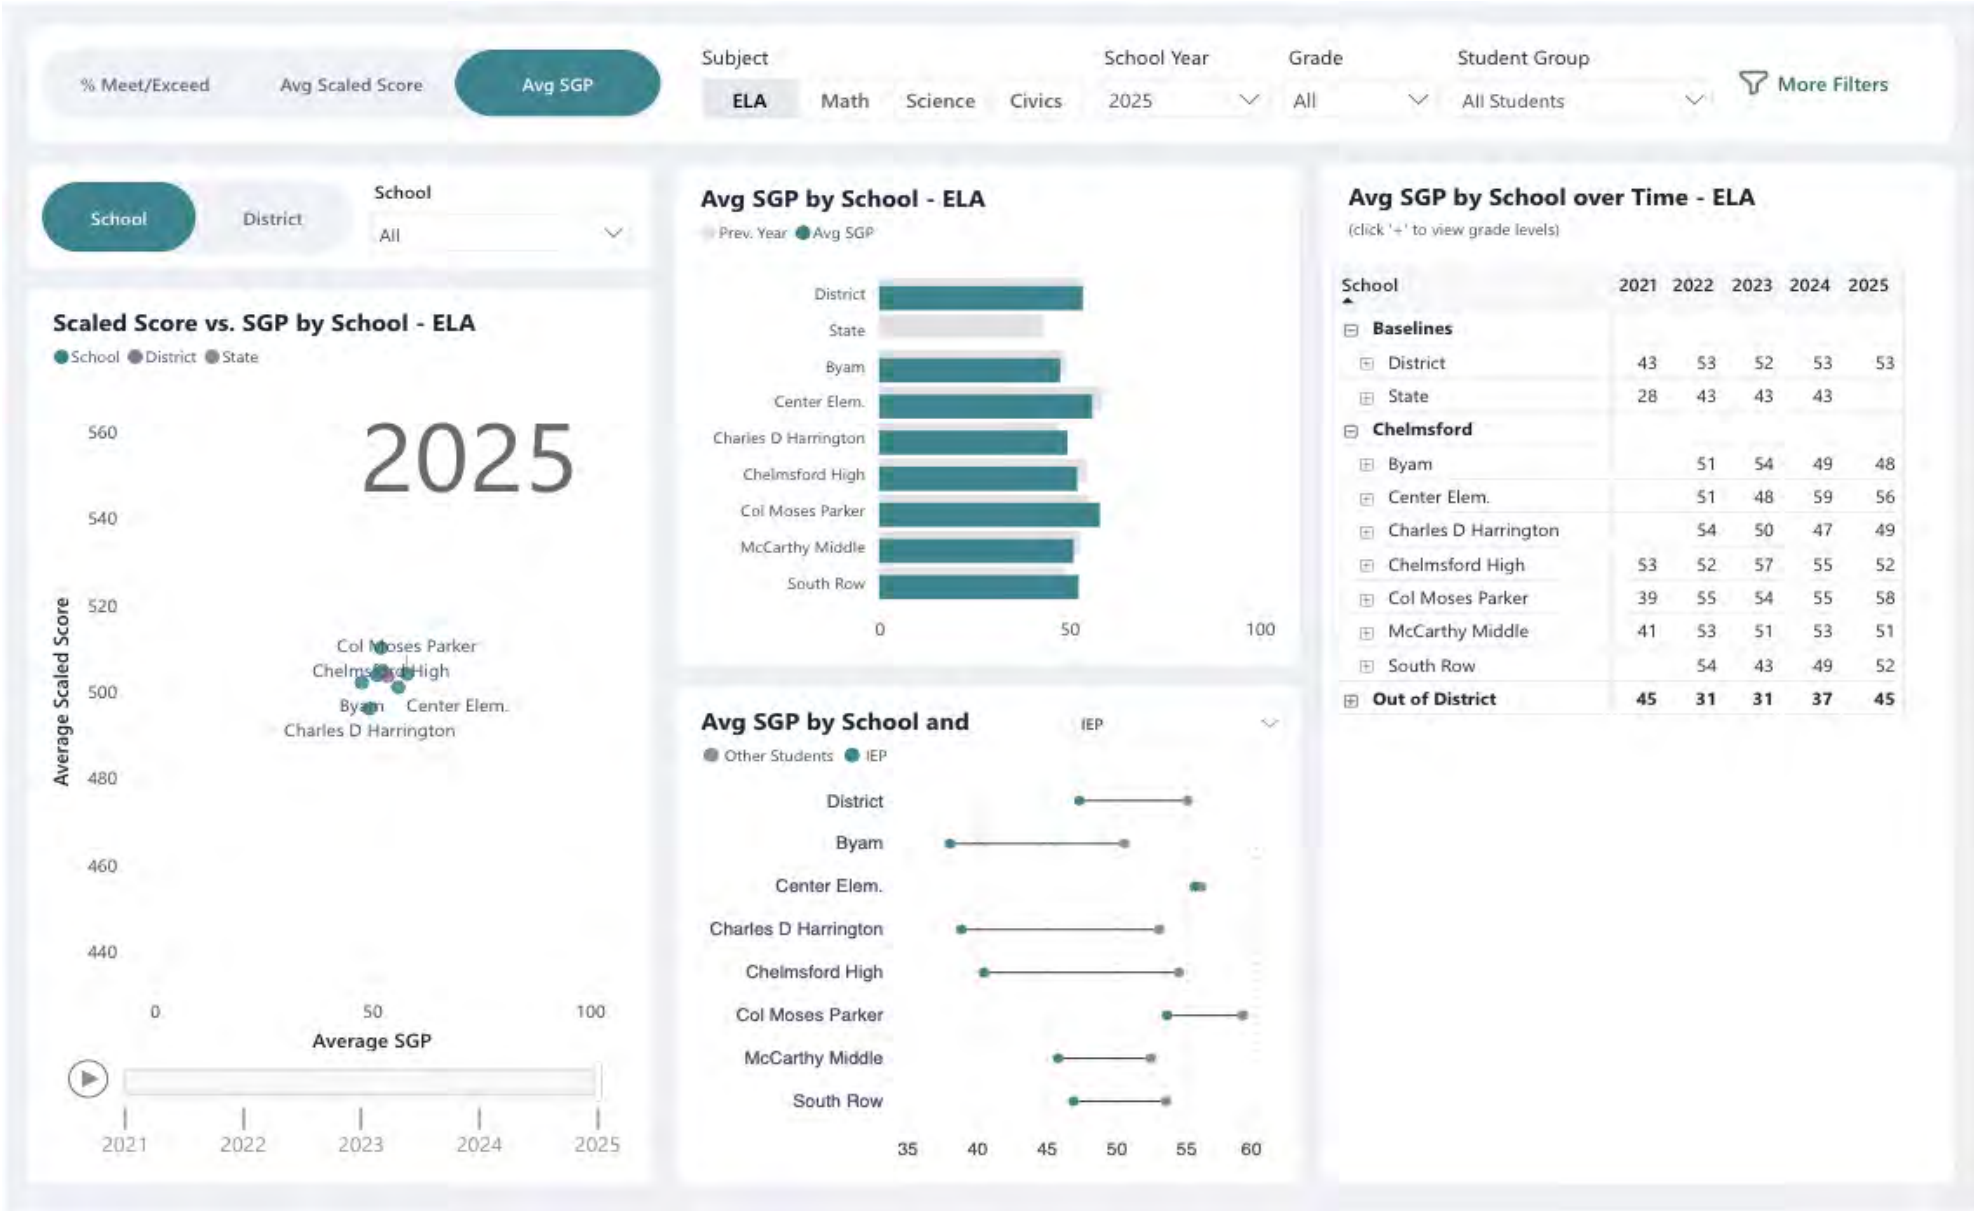 % Meet/Exceed Avg Scaled Score Avg SGP
Subject
ELA Math Science Civics
School Year
2025
Grade
All
Student Group
All Students
More Filters
School District
School
All
Scaled Score vs. SGP by School - ELA
School District State
2025
560
540
520
500
480
460
440
Average Scaled Score
Col Moses Parker
Chelmsford High
Byam Center Elem.
Charles D Harrington
0 50 100
Average SGP
2021 2022 2023 2024 2025
Avg SGP by School - ELA
Prev. Year Avg SGP
District
State
Byam
Center Elem.
Charles D Harrington
Chelmsford High
Col Moses Parker
McCarthy Middle
South Row
0 50 100
Avg SGP by School and IEP
Other Students IEP
District
Byam
Center Elem.
Charles D Harrington
Chelmsford High
Col Moses Parker
McCarthy Middle
South Row
35 40 45 50 55 60
Avg SGP by School over Time - ELA
(click '+' to view grade levels)
School 2021 2022 2023 2024 2025
Baselines
District 43 53 52 53 53
State 28 43 43 43
Chelmsford
Byam 51 54 49 48
Center Elem. 51 48 59 56
Charles D Harrington 54 50 47 49
Chelmsford High 53 52 57 55 52
Col Moses Parker 39 55 54 55 58
McCarthy Middle 41 53 51 53 51
South Row 54 43 49 52
Out of District 45 31 31 37 45